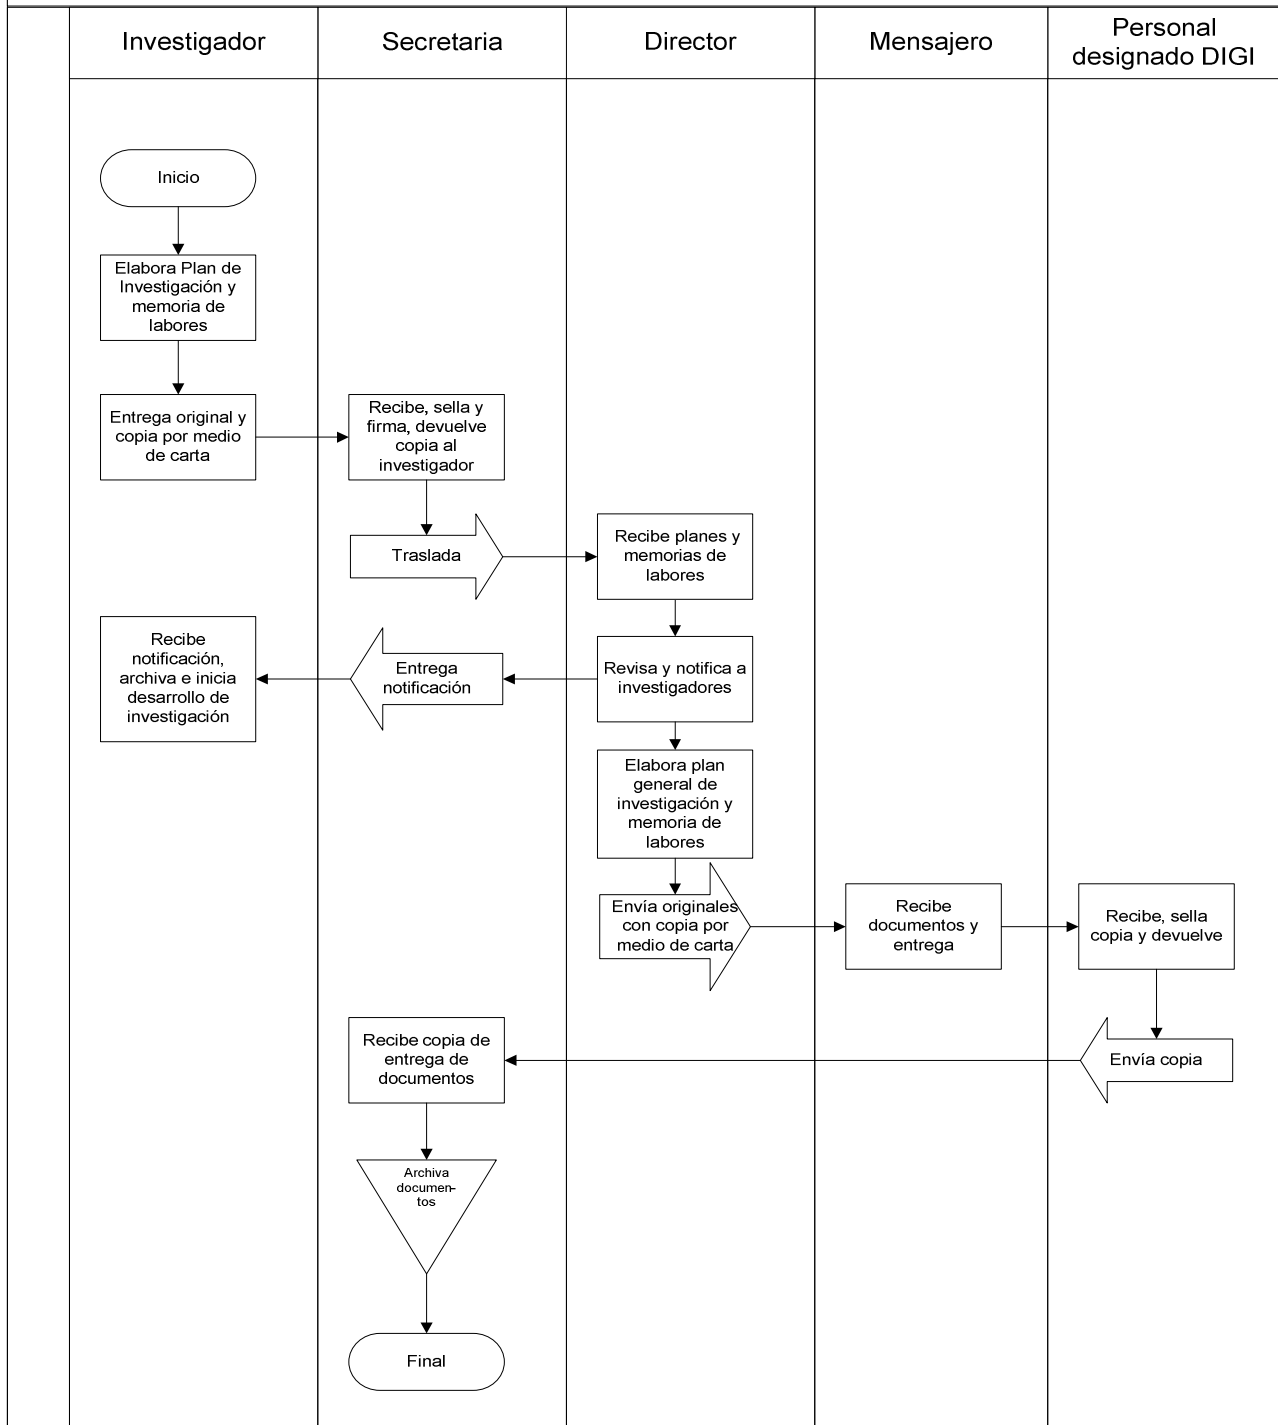 Investigador
Secretaria
Director
Mensajero
Personal
designado DIGI
Inicio
Elabora Plan de
Investigación y
memoria de
labores
Entrega original y
copia por medio
de carta
Recibe, sella y
firma, devuelve
copia al
investigador
Traslada
Recibe planes y
memorias de
labores
Recibe
notificación,
archiva e inicia
desarrollo de
investigación
Entrega
notificación
Revisa y notifica a
investigadores
Elabora plan
general de
investigación y
memoria de
labores
Envía originales
con copia por
medio de carta
Recibe
documentos y
entrega
Recibe, sella
copia y devuelve
Recibe copia de
entrega de
documentos
Envía copia
Archiva
documen-
tos
Final